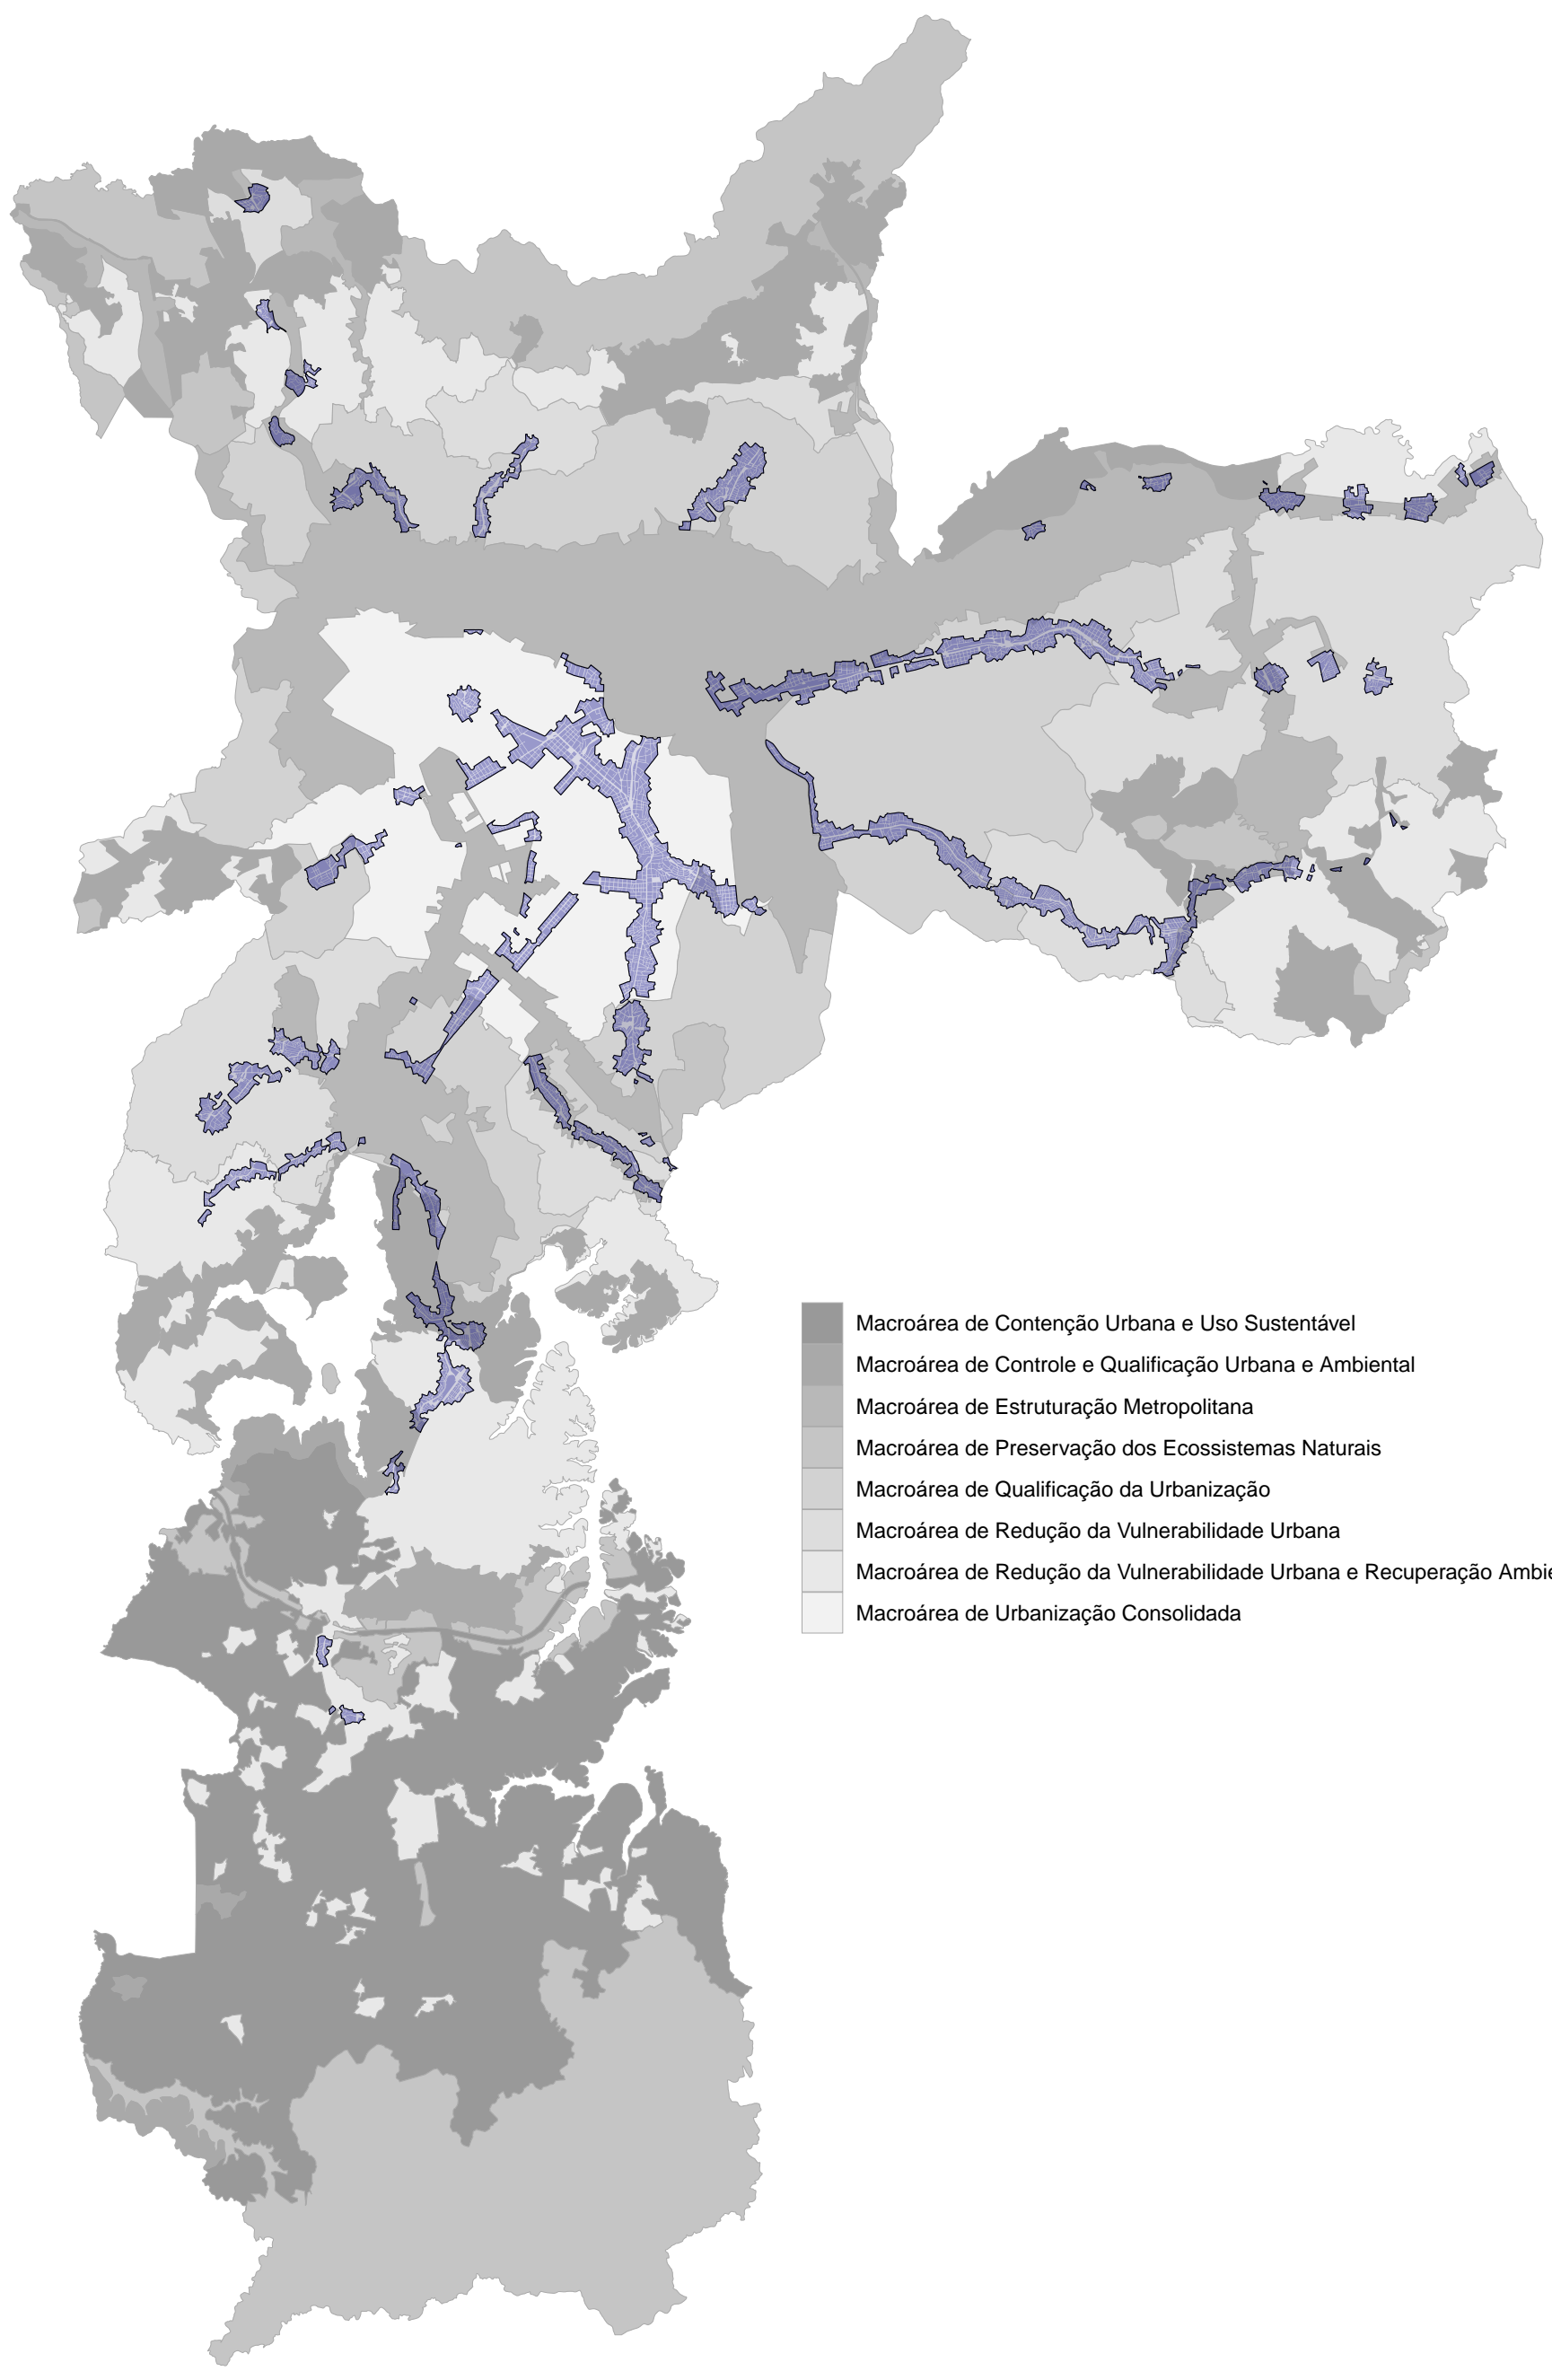 Macroárea de Contenção Urbana e Uso Sustentável
Macroárea de Controle e Qualificação Urbana e Ambiental
Macroárea de Estruturação Metropolitana
Macroárea de Preservação dos Ecossistemas Naturais
Macroárea de Qualificação da Urbanização
Macroárea de Redução da Vulnerabilidade Urbana
Macroárea de Redução da Vulnerabilidade Urbana e Recuperação Ambie
Macroárea de Urbanização Consolidada